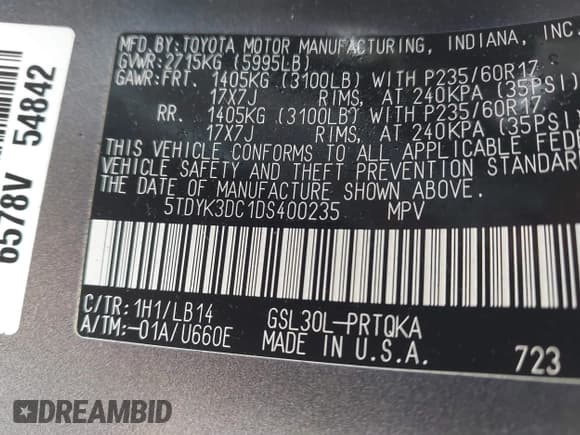 MFD. BY: TOYOTA MOTOR MANUFACTURING, INDIANA, INC.
GVWR: 2715KG (5995LB)
GAWR: FRT. 1405KG (3100LB) WITH P235/60R17
17X7J RIMS, AT 240KPA (35PSI)
RR. 1405KG (3100LB) WITH P235/60R17
17X7J RIMS, AT 240KPA (35PSI)
THIS VEHICLE CONFORMS TO ALL APPLICABLE
VEHICLE SAFETY AND THEFT PREVENTION STANDARD
THE DATE OF MANUFACTURE SHOWN ABOVE.
5TDYK3DC1DS400235 MPV
C/TR: 1H1/LB14 GSL30L-PRTQKA
A/TM: -01A/U660E MADE IN U.S.A.
723
6578V 54842
DREAMBID